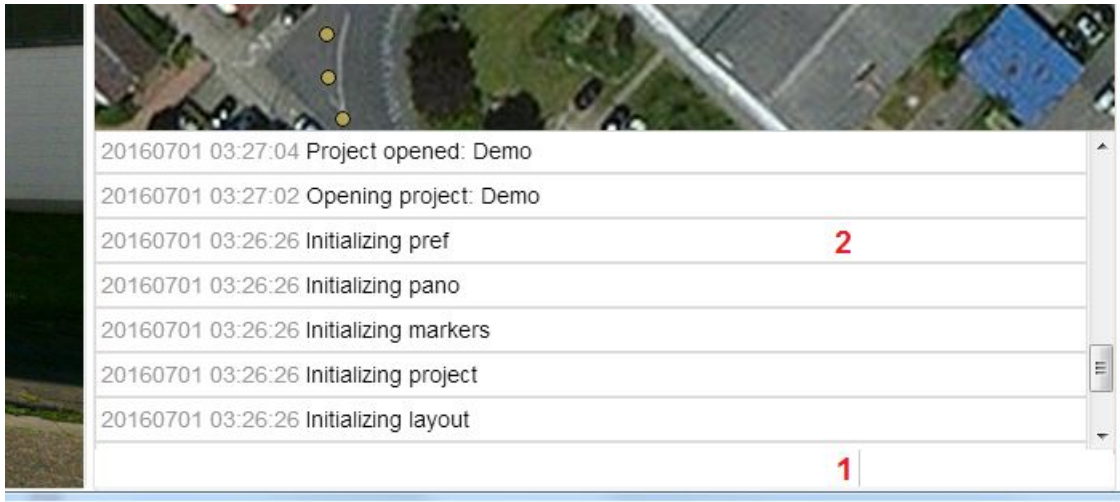 20160701 03:27:04 Project opened: Demo
20160701 03:27:02 Opening project: Demo
20160701 03:26:26 Initializing pref 2
20160701 03:26:26 Initializing pano
20160701 03:26:26 Initializing markers
20160701 03:26:26 Initializing project
20160701 03:26:26 Initializing layout
1